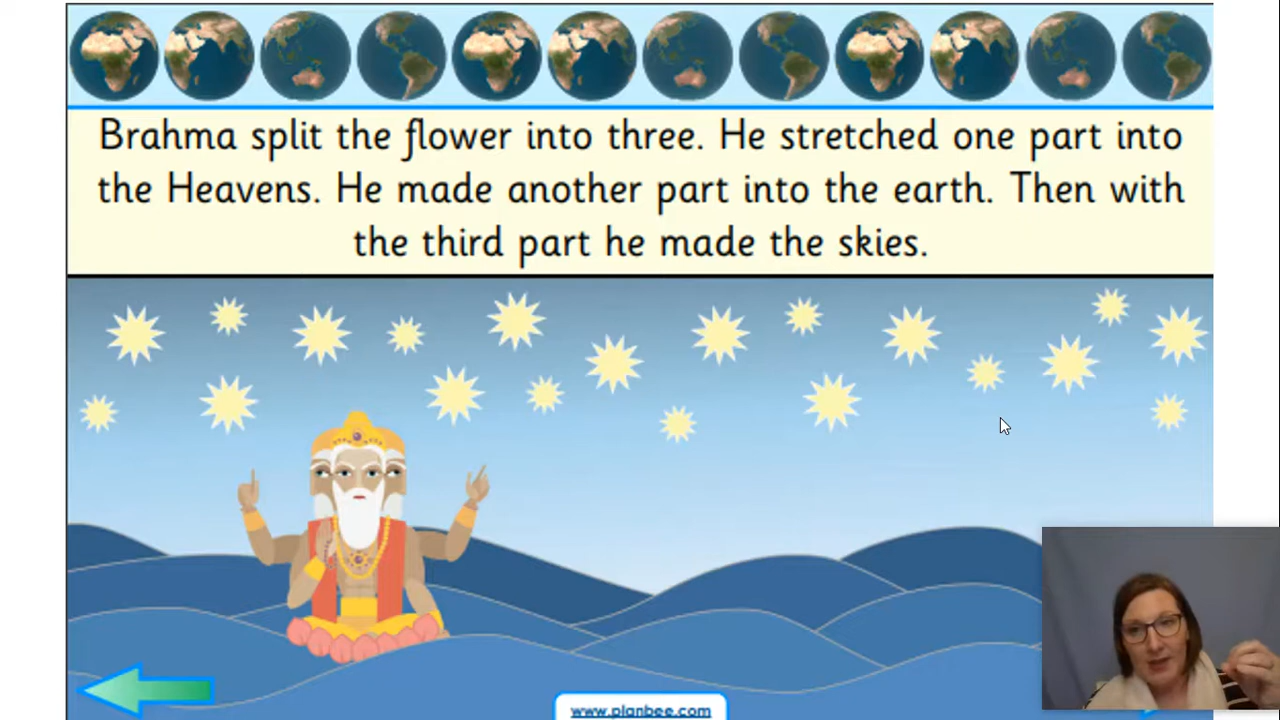 Brahma split the flower into three. He stretched one part into
the Heavens. He made another part into the earth. Then with
the third part he made the skies.
www.planbee.com